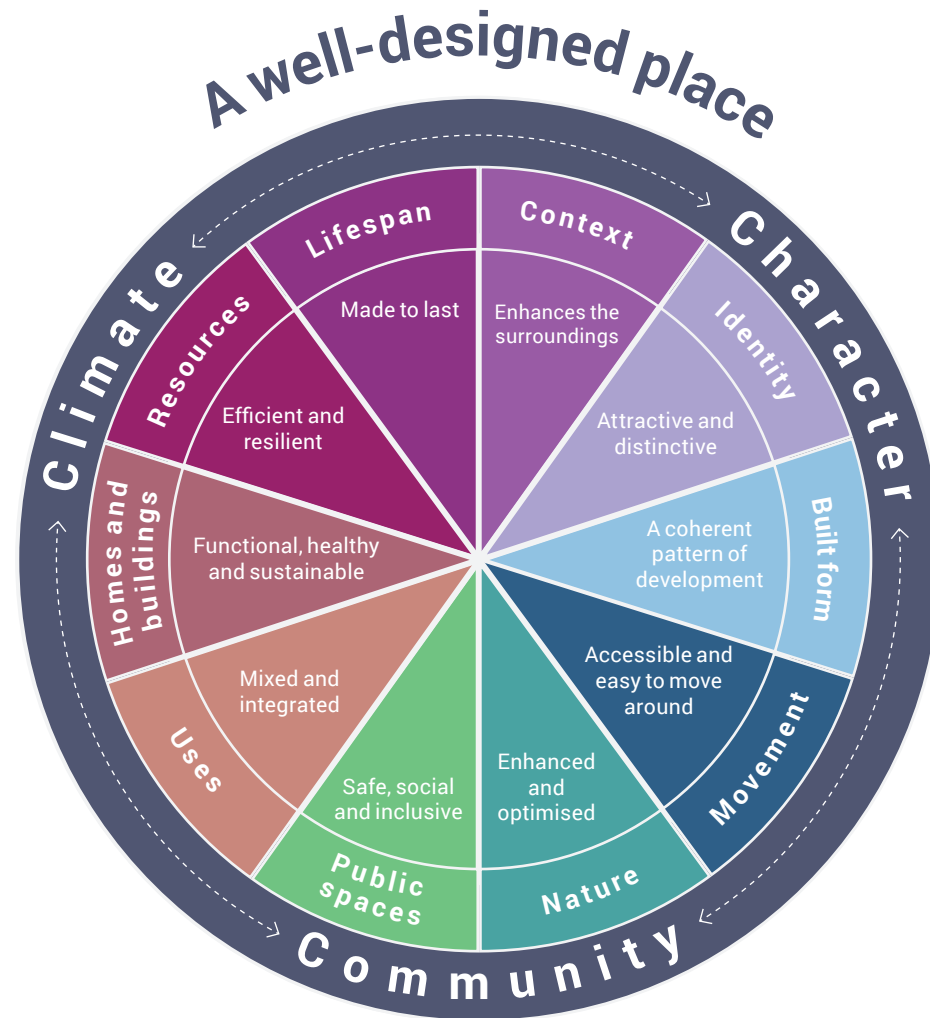 A well-designed place
Climate
Character
Community
Context
Enhances the
surroundings
Identity
Attractive and
distinctive
Built form
A coherent
pattern of
development
Movement
Accessible and
easy to move
around
Nature
Enhanced
and
optimised
Public
spaces
Safe, social
and inclusive
Uses
Mixed and
integrated
Homes and
buildings
Functional, healthy
and sustainable
Resources
Efficient and
resilient
Lifespan
Made to last